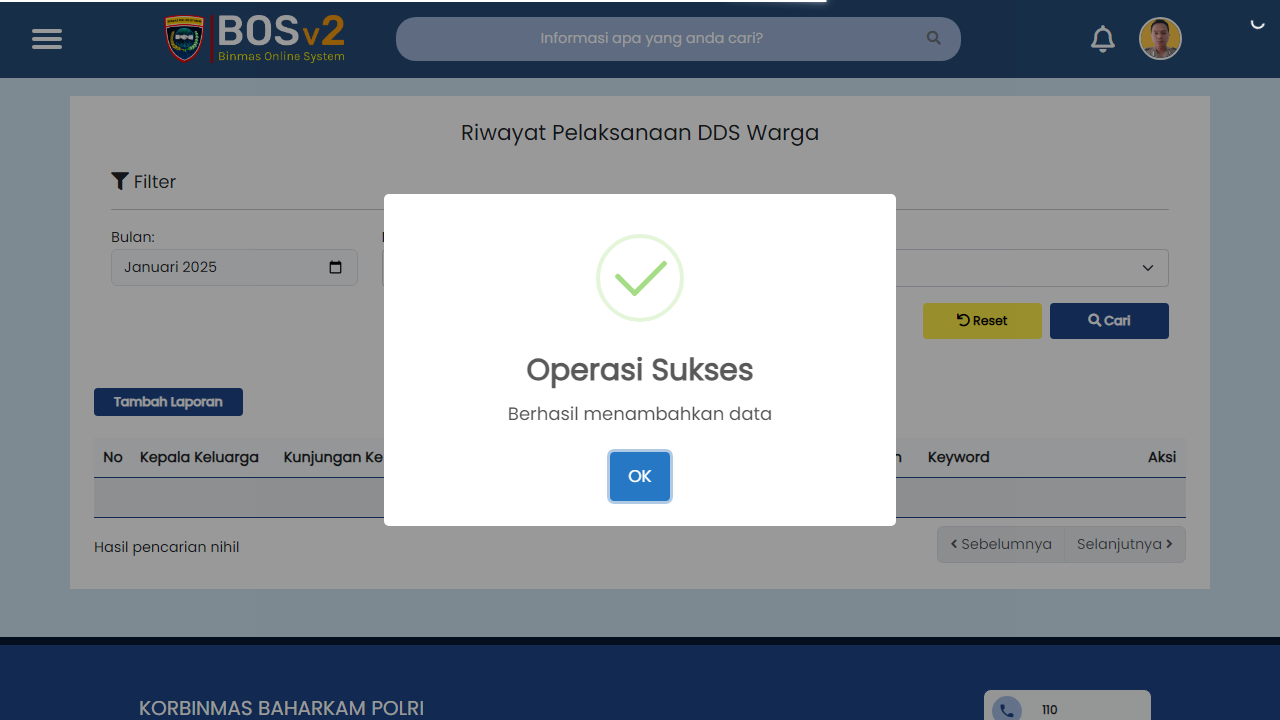 BOSv2
Binmas Online System
Informasi apa yang anda cari?
Riwayat Pelaksanaan DDS Warga
Filter
Bulan:
Januari 2025
Reset
Cari
Operasi Sukses
Berhasil menambahkan data
OK
Tambah Laporan
No Kepala Keluarga Kunjungan Ke Keyword Aksi
Hasil pencarian nihil
Sebelumnya Selanjutnya
KORBINMAS BAHARKAM POLRI
110